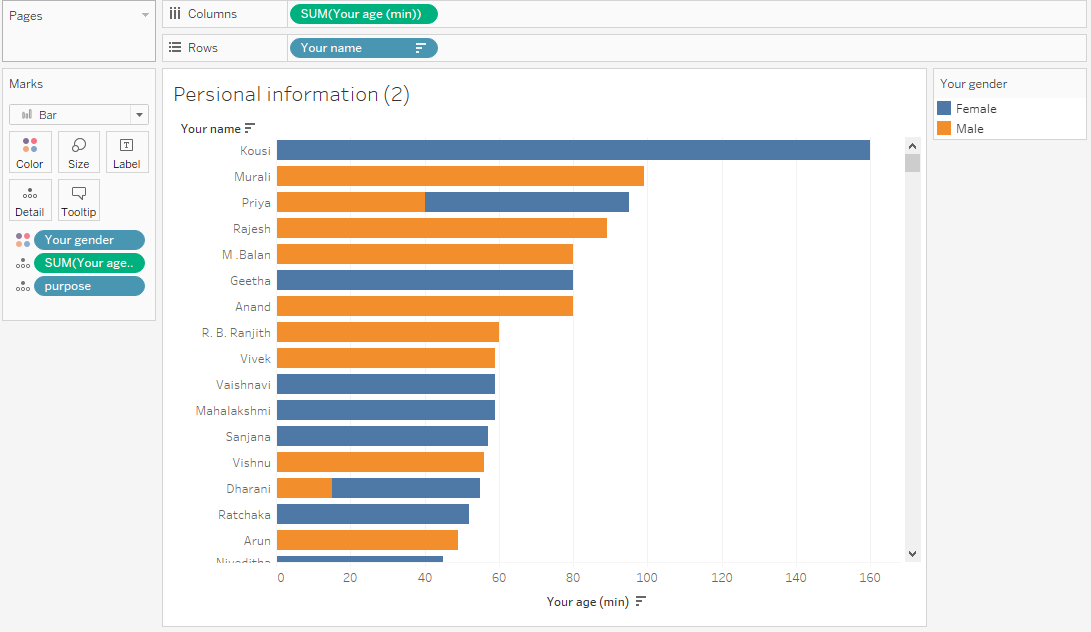 Pages
Columns
SUM(Your age (min))
Rows
Your name
Marks
Bar
Color
Size
Label
Detail
Tooltip
Your gender
SUM(Your age..
purpose
Persional information (2)
Your name
Kousi
Murali
Priya
Rajesh
M .Balan
Geetha
Anand
R. B. Ranjith
Vivek
Vaishnavi
Mahalakshmi
Sanjana
Vishnu
Dharani
Ratchaka
Arun
0 20 40 60 80 100 120 140 160
Your age (min)
Your gender
Female
Male